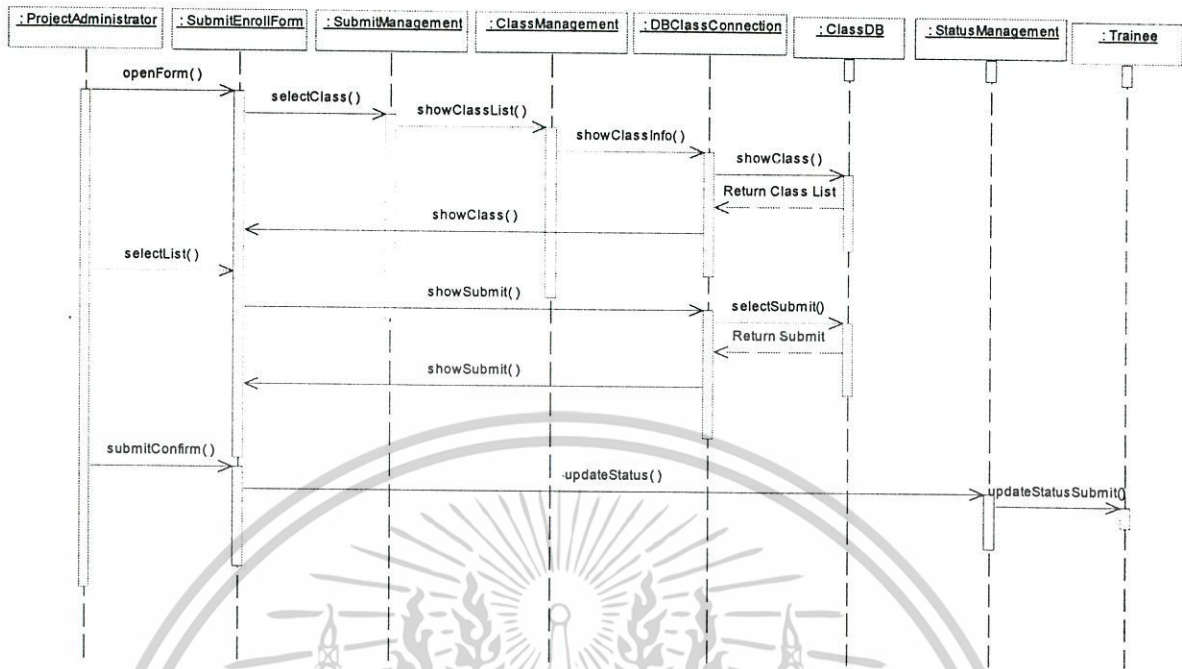 : ProjectAdministrator
: SubmitEnrollForm
: SubmitManagement
: ClassManagement
: DBClassConnection
: ClassDB
: StatusManagement
: Trainee
openForm()
selectClass()
showClassList()
showClassInfo()
showClass()
Return Class List
showClass()
selectList()
showSubmit()
selectSubmit()
Return Submit
showSubmit()
submitConfirm()
updateStatus()
updateStatusSubmit()